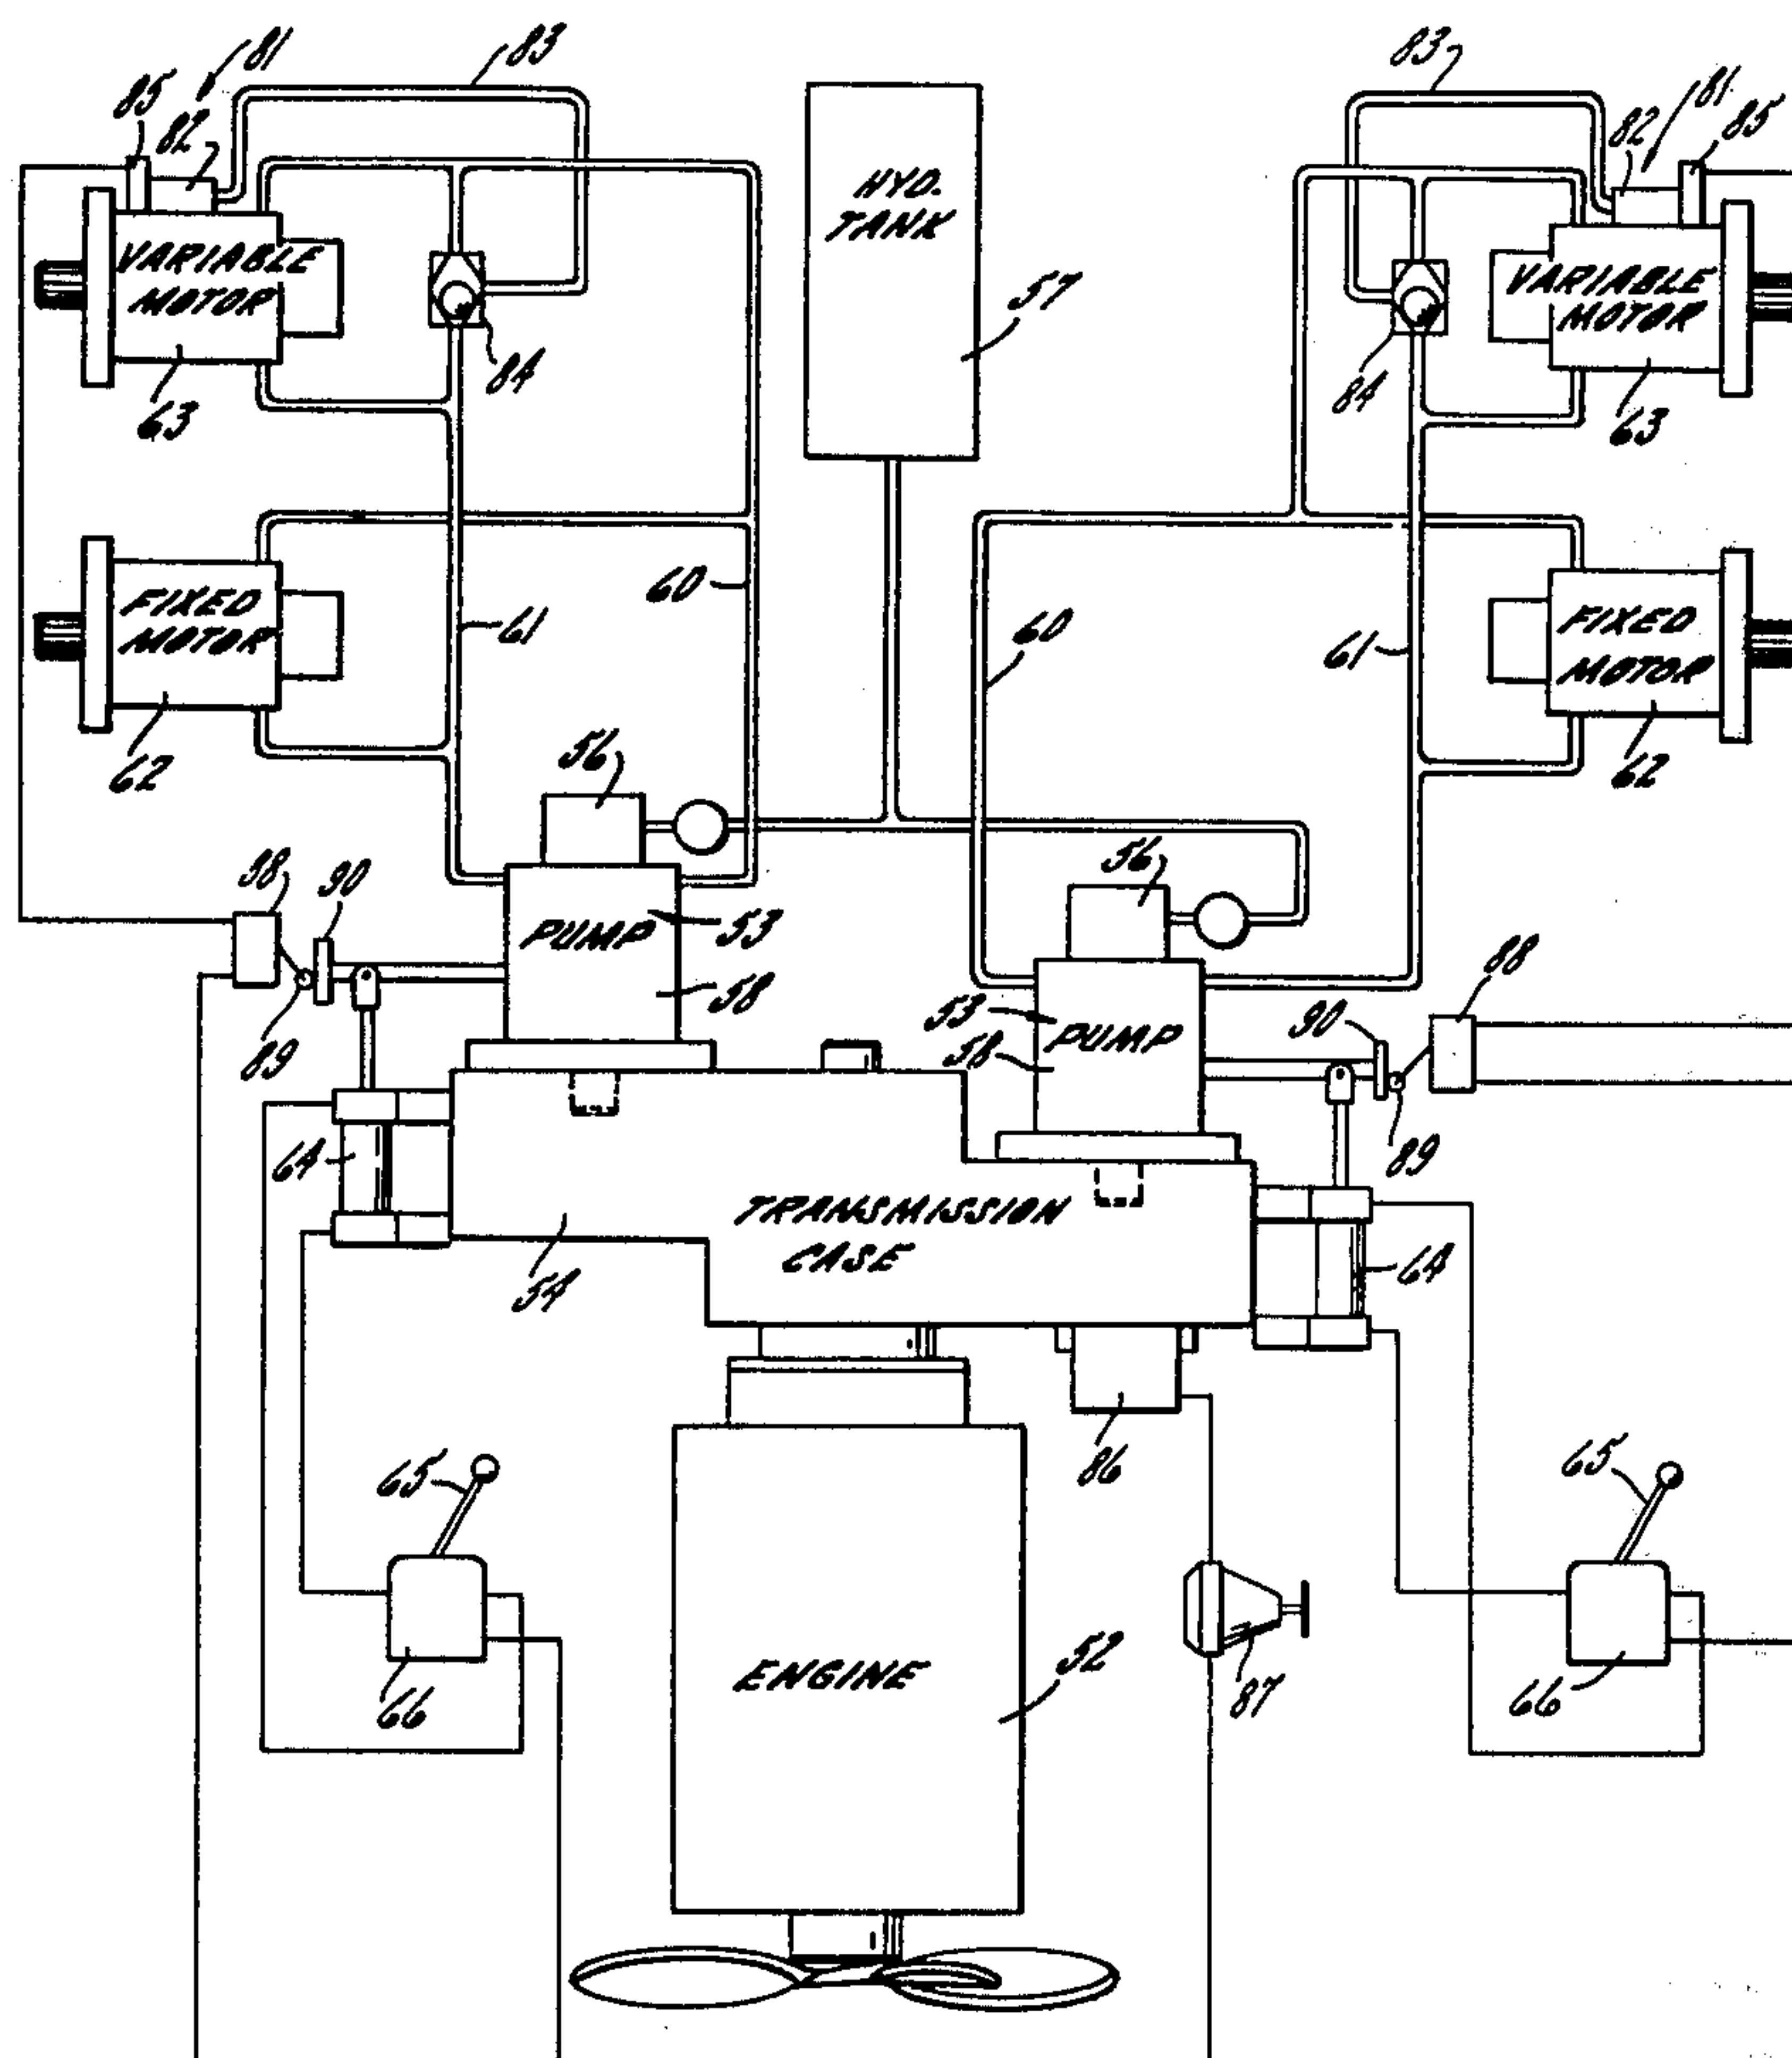 83
81
85
82
83
81
82
85
HYD.
TANK
VARIABLE
MOTOR
VARIABLE
MOTOR
57
84
84
63
63
60
61
60
61
FIXED
MOTOR
FIXED
MOTOR
62
62
56
56
88
90
53
PUMP
58
88
90
53
PUMP
58
89
89
64
TRANSMISSION
CASE
64
54
86
65
65
ENGINE
52
87
66
66